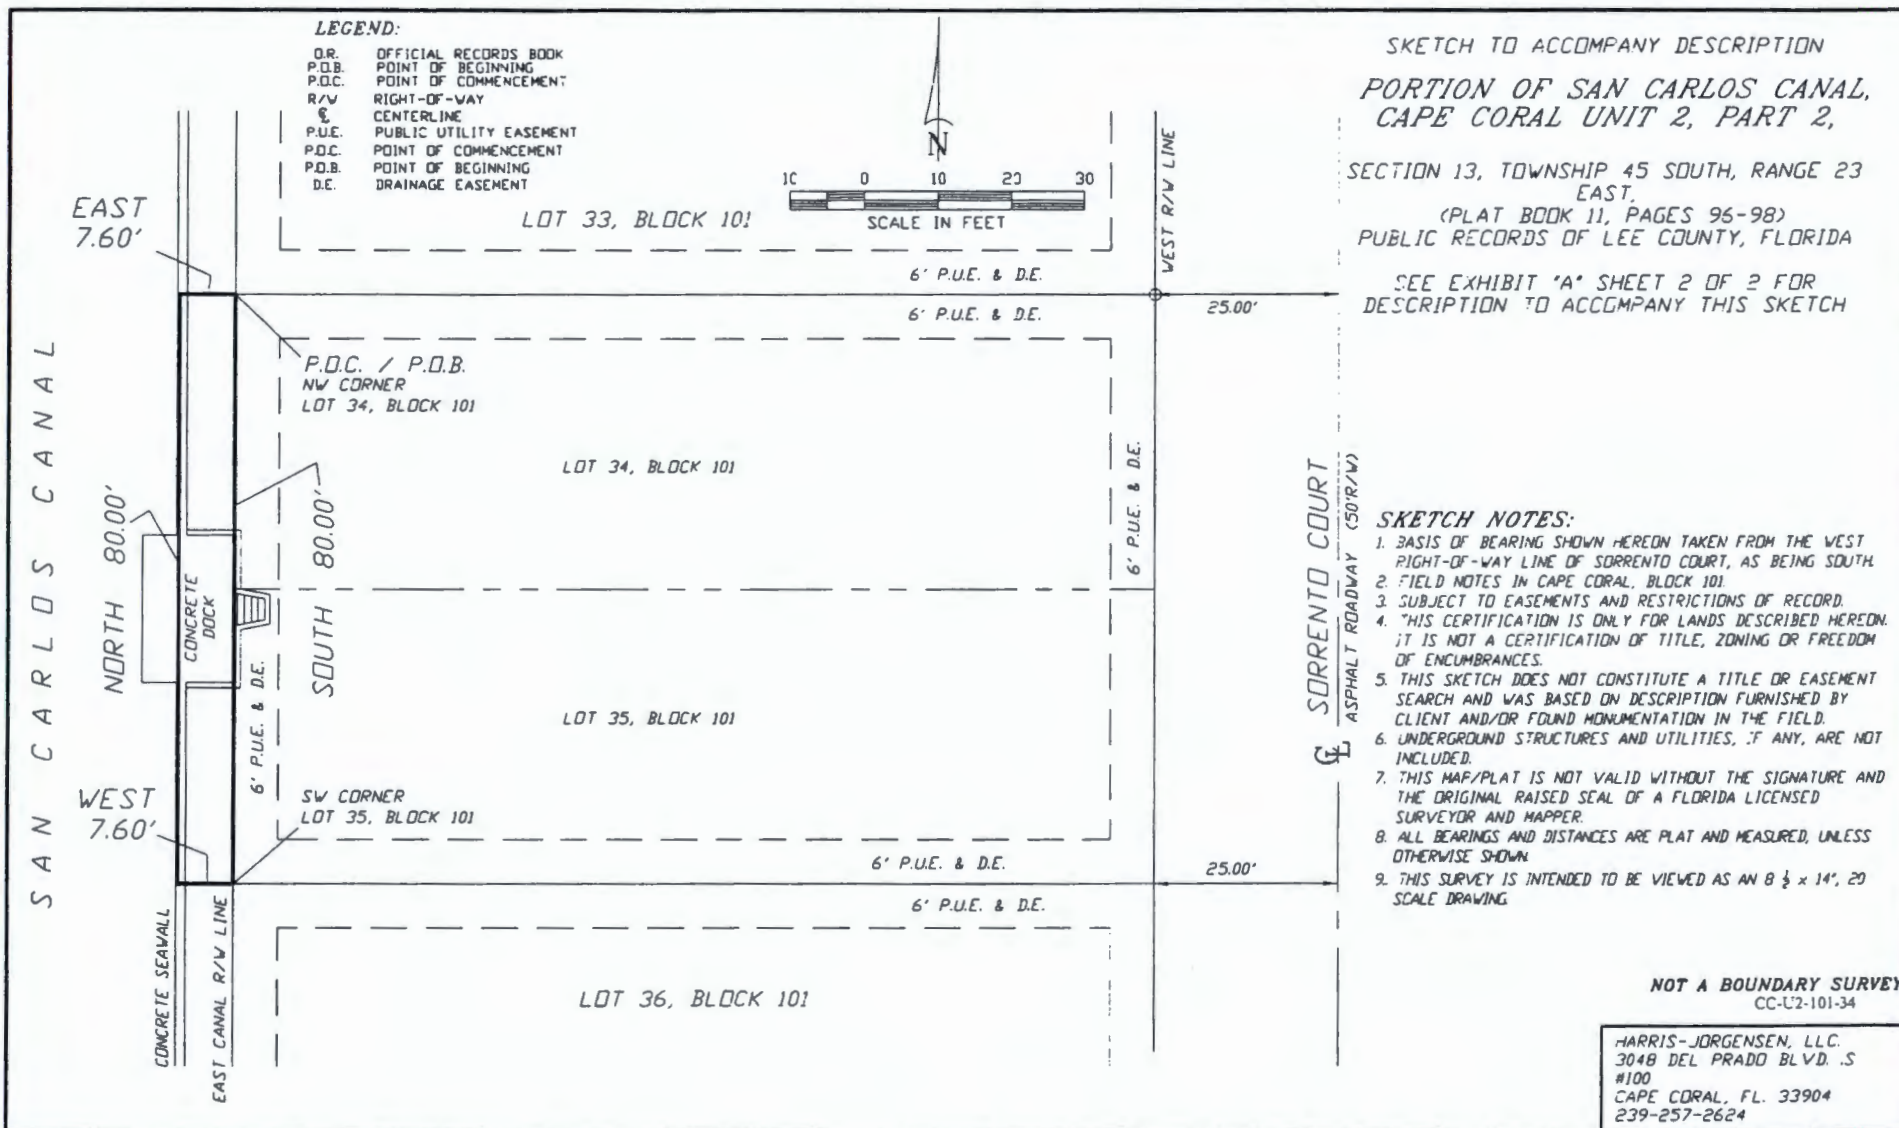 LEGEND:
O.R. OFFICIAL RECORDS BOOK
P.O.B. POINT OF BEGINNING
P.O.C. POINT OF COMMENCEMENT
R/W RIGHT-OF-WAY
℄ CENTERLINE
P.U.E. PUBLIC UTILITY EASEMENT
P.O.C. POINT OF COMMENCEMENT
P.O.B. POINT OF BEGINNING
D.E. DRAINAGE EASEMENT
N
10 0 10 20 30
SCALE IN FEET
SKETCH TO ACCOMPANY DESCRIPTION
PORTION OF SAN CARLOS CANAL,
CAPE CORAL UNIT 2, PART 2,
SECTION 13, TOWNSHIP 45 SOUTH, RANGE 23
EAST,
(PLAT BOOK 11, PAGES 96-98)
PUBLIC RECORDS OF LEE COUNTY, FLORIDA
SEE EXHIBIT "A" SHEET 2 OF 2 FOR
DESCRIPTION TO ACCOMPANY THIS SKETCH
EAST
7.60'
LOT 33, BLOCK 101
WEST R/W LINE
6' P.U.E. & D.E.
6' P.U.E. & D.E.
25.00'
P.O.C. / P.O.B.
NW CORNER
LOT 34, BLOCK 101
SAN CARLOS CANAL
NORTH 80.00'
CONCRETE
DOCK
SOUTH 80.00'
LOT 34, BLOCK 101
6' P.U.E. & D.E.
6' P.U.E. & D.E.
SORRENTO COURT
ASPHALT ROADWAY (50'R/W)
℄
LOT 35, BLOCK 101
WEST
7.60'
SW CORNER
LOT 35, BLOCK 101
6' P.U.E. & D.E.
25.00'
6' P.U.E. & D.E.
CONCRETE SEAWALL
EAST CANAL R/W LINE
LOT 36, BLOCK 101
SKETCH NOTES:
1. BASIS OF BEARING SHOWN HEREON TAKEN FROM THE WEST
RIGHT-OF-WAY LINE OF SORRENTO COURT, AS BEING SOUTH.
2. FIELD NOTES IN CAPE CORAL, BLOCK 101.
3. SUBJECT TO EASEMENTS AND RESTRICTIONS OF RECORD.
4. THIS CERTIFICATION IS ONLY FOR LANDS DESCRIBED HEREON.
IT IS NOT A CERTIFICATION OF TITLE, ZONING OR FREEDOM
OF ENCUMBRANCES.
5. THIS SKETCH DOES NOT CONSTITUTE A TITLE OR EASEMENT
SEARCH AND WAS BASED ON DESCRIPTION FURNISHED BY
CLIENT AND/OR FOUND MONUMENTATION IN THE FIELD.
6. UNDERGROUND STRUCTURES AND UTILITIES, IF ANY, ARE NOT
INCLUDED.
7. THIS MAP/PLAT IS NOT VALID WITHOUT THE SIGNATURE AND
THE ORIGINAL RAISED SEAL OF A FLORIDA LICENSED
SURVEYOR AND MAPPER.
8. ALL BEARINGS AND DISTANCES ARE PLAT AND MEASURED, UNLESS
OTHERWISE SHOWN.
9. THIS SURVEY IS INTENDED TO BE VIEWED AS AN 8 ½ x 14", 20
SCALE DRAWING.
NOT A BOUNDARY SURVEY
CC-U2-101-34
HARRIS-JORGENSEN, LLC.
3048 DEL PRADO BLVD. .S
#100
CAPE CORAL, FL. 33904
239-257-2624